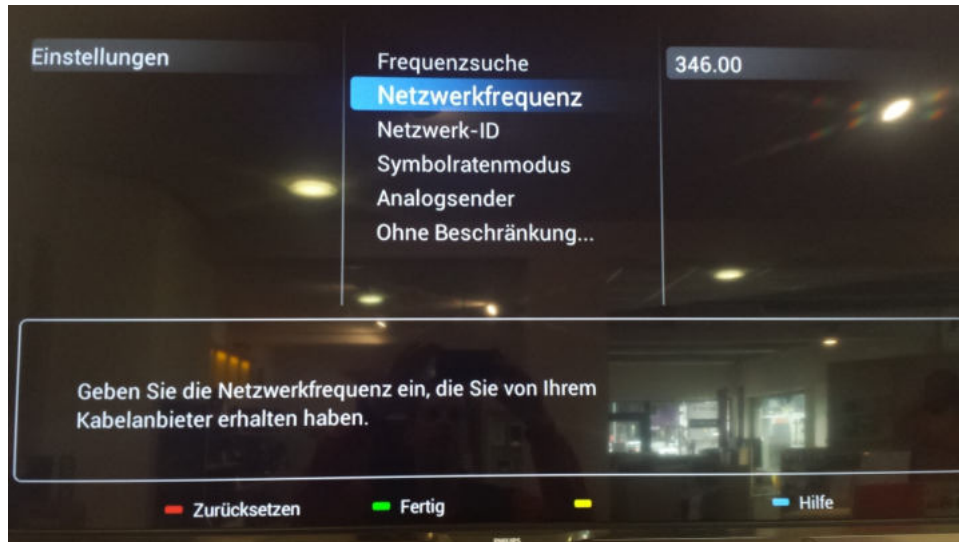 Einstellungen
Frequenzsuche
346.00
Netzwerkfrequenz
Netzwerk-ID
Symbolratenmodus
Analogsender
Ohne Beschränkung...
Geben Sie die Netzwerkfrequenz ein, die Sie von Ihrem
Kabelanbieter erhalten haben.
Zurücksetzen
Fertig
Hilfe
PHILIPS